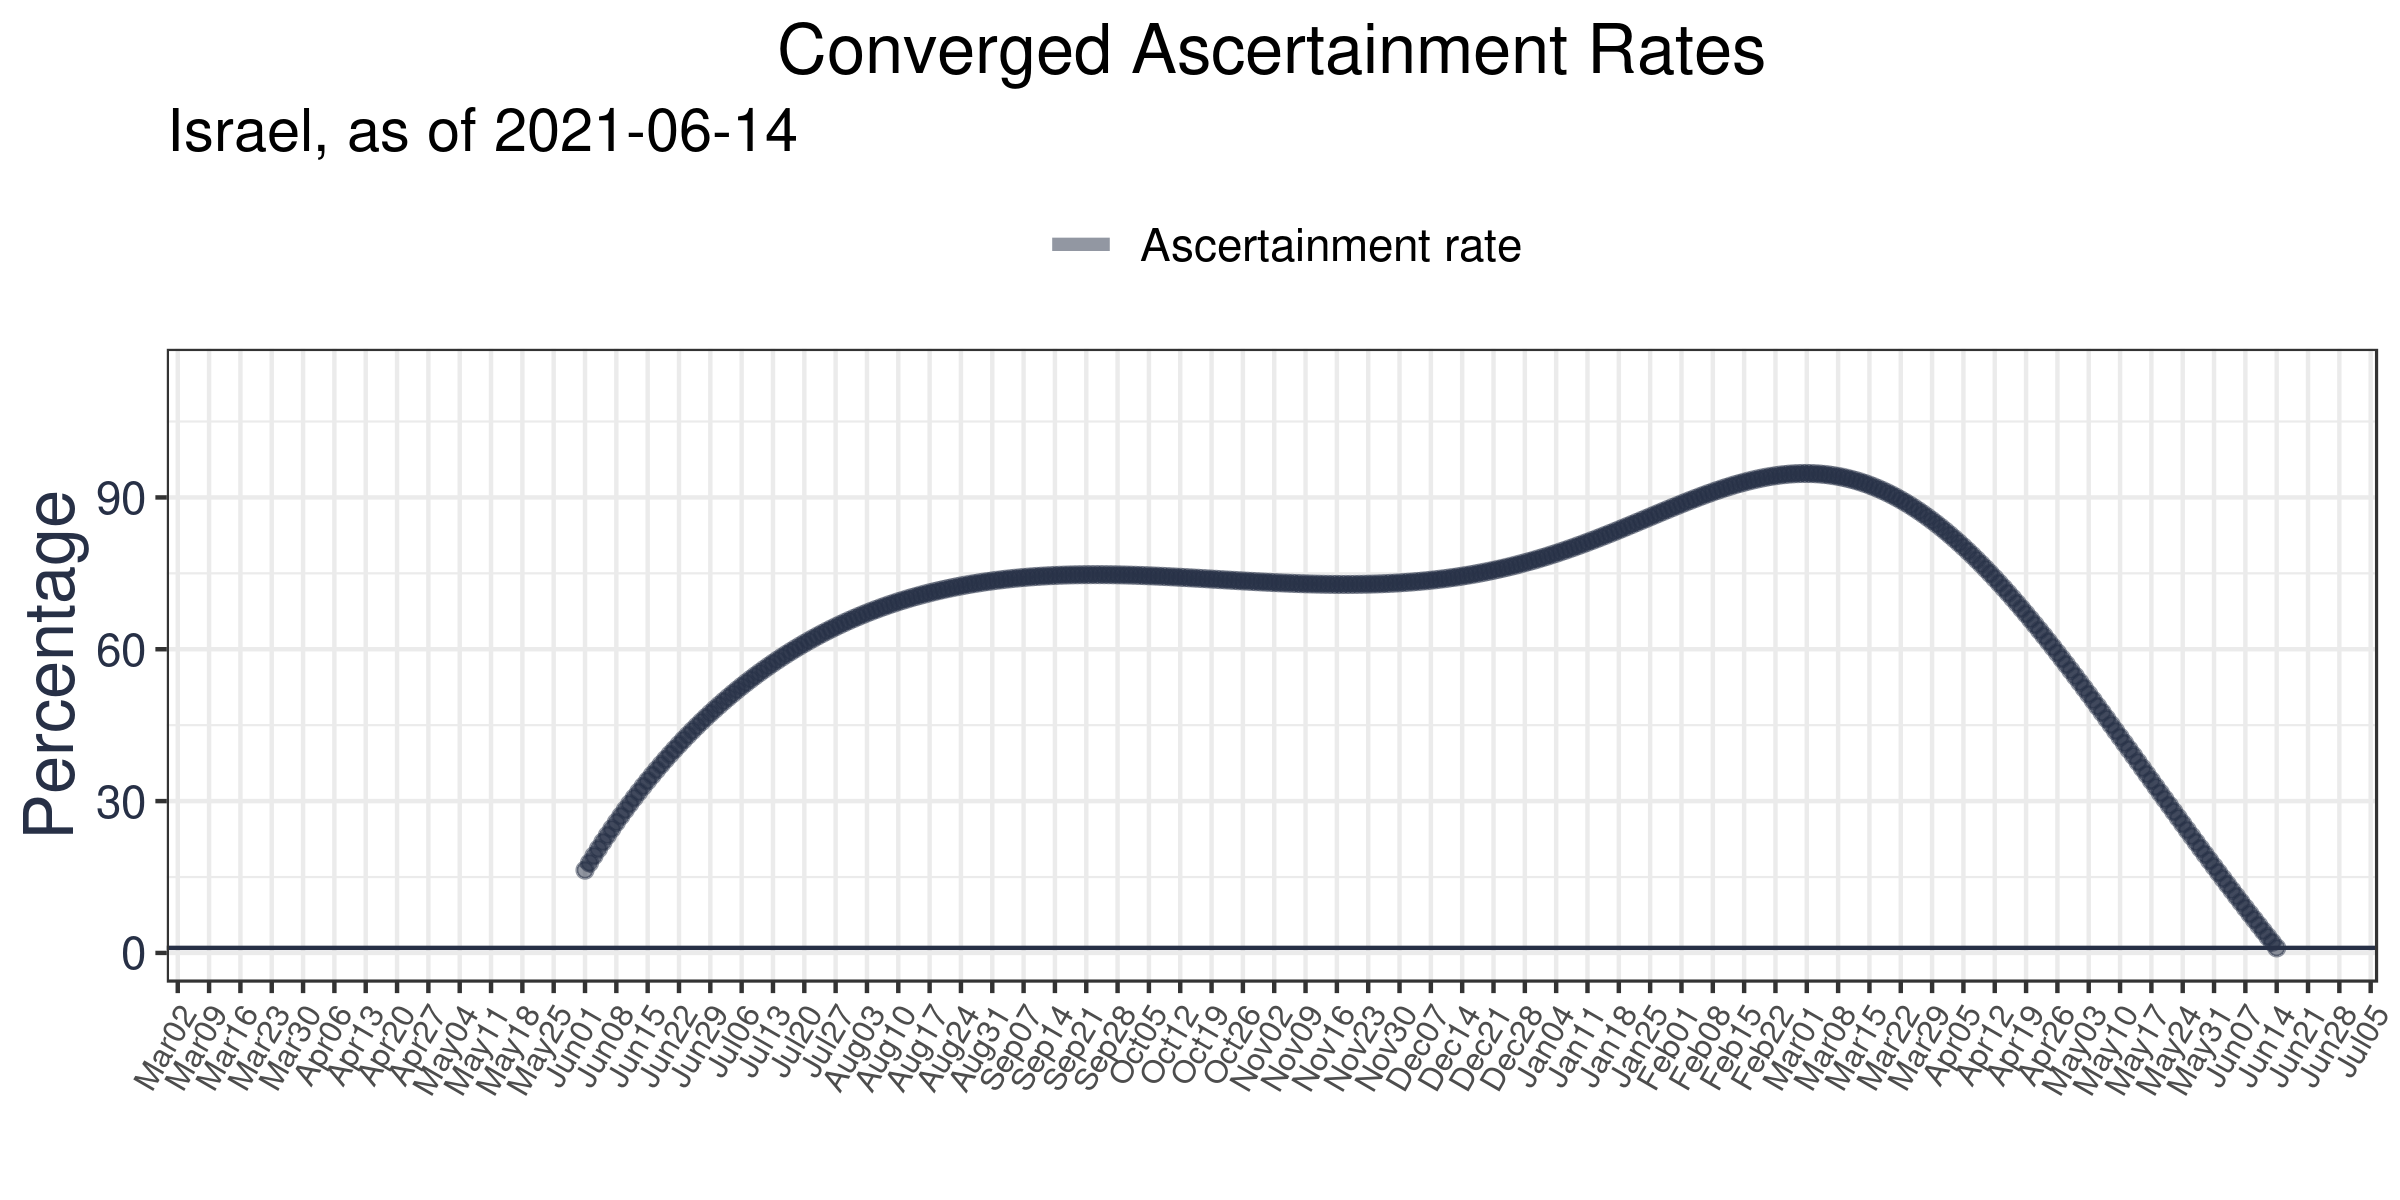 Converged Ascertainment Rates
Israel, as of 2021-06-14
Ascertainment rate
Percentage
90
60
30
0
Mar02 Mar09 Mar16 Mar23 Mar30 Apr06 Apr13 Apr20 Apr27 May04 May11 May18 May25 Jun01 Jun08 Jun15 Jun22 Jun29 Jul06 Jul13 Jul20 Jul27 Aug03 Aug10 Aug17 Aug24 Aug31 Sep07 Sep14 Sep21 Sep28 Oct05 Oct12 Oct19 Oct26 Nov02 Nov09 Nov16 Nov23 Nov30 Dec07 Dec14 Dec21 Dec28 Jan04 Jan11 Jan18 Jan25 Feb01 Feb08 Feb15 Feb22 Mar01 Mar08 Mar15 Mar22 Mar29 Apr05 Apr12 Apr19 Apr26 May03 May10 May17 May24 May31 Jun07 Jun14 Jun21 Jun28 Jul05